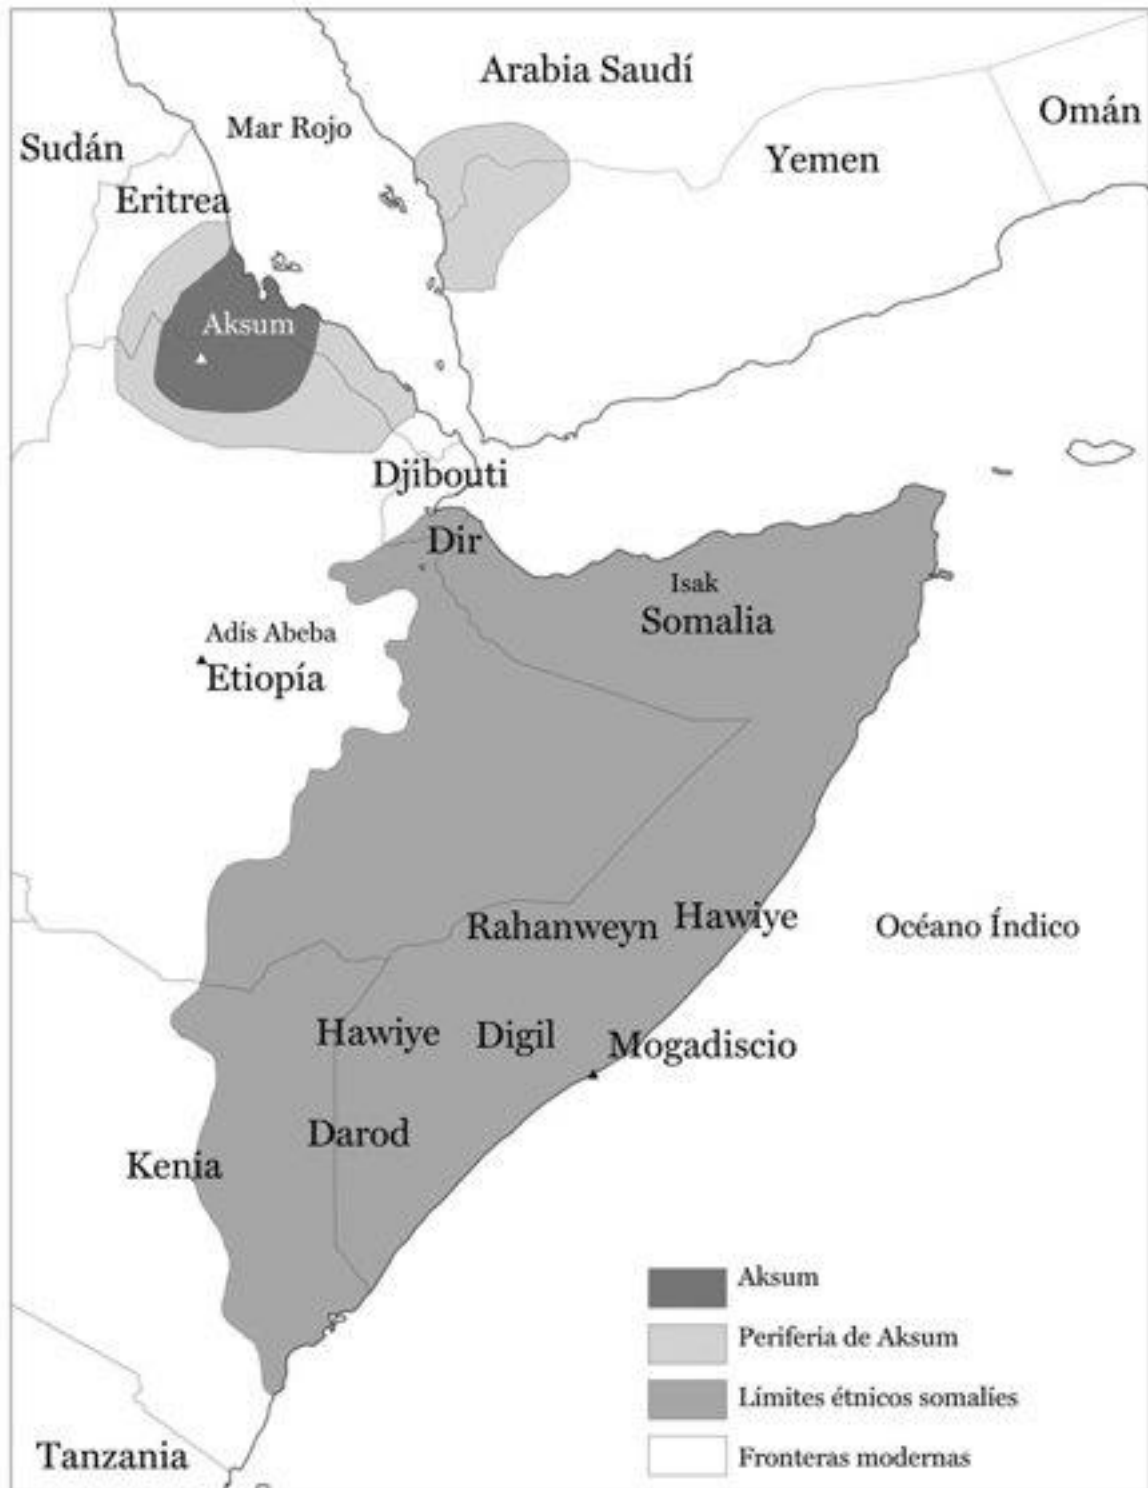 Arabia Saudí
Omán
Mar Rojo
Sudán
Yemen
Eritrea
Aksum
Djibouti
Dir
Isak
Somalia
Adís Abeba
Etiopía
Rahanweyn
Hawiye
Océano Índico
Hawiye
Digil
Mogadiscio
Darod
Kenia
Aksum
Periferia de Aksum
Límites étnicos somalíes
Fronteras modernas
Tanzania